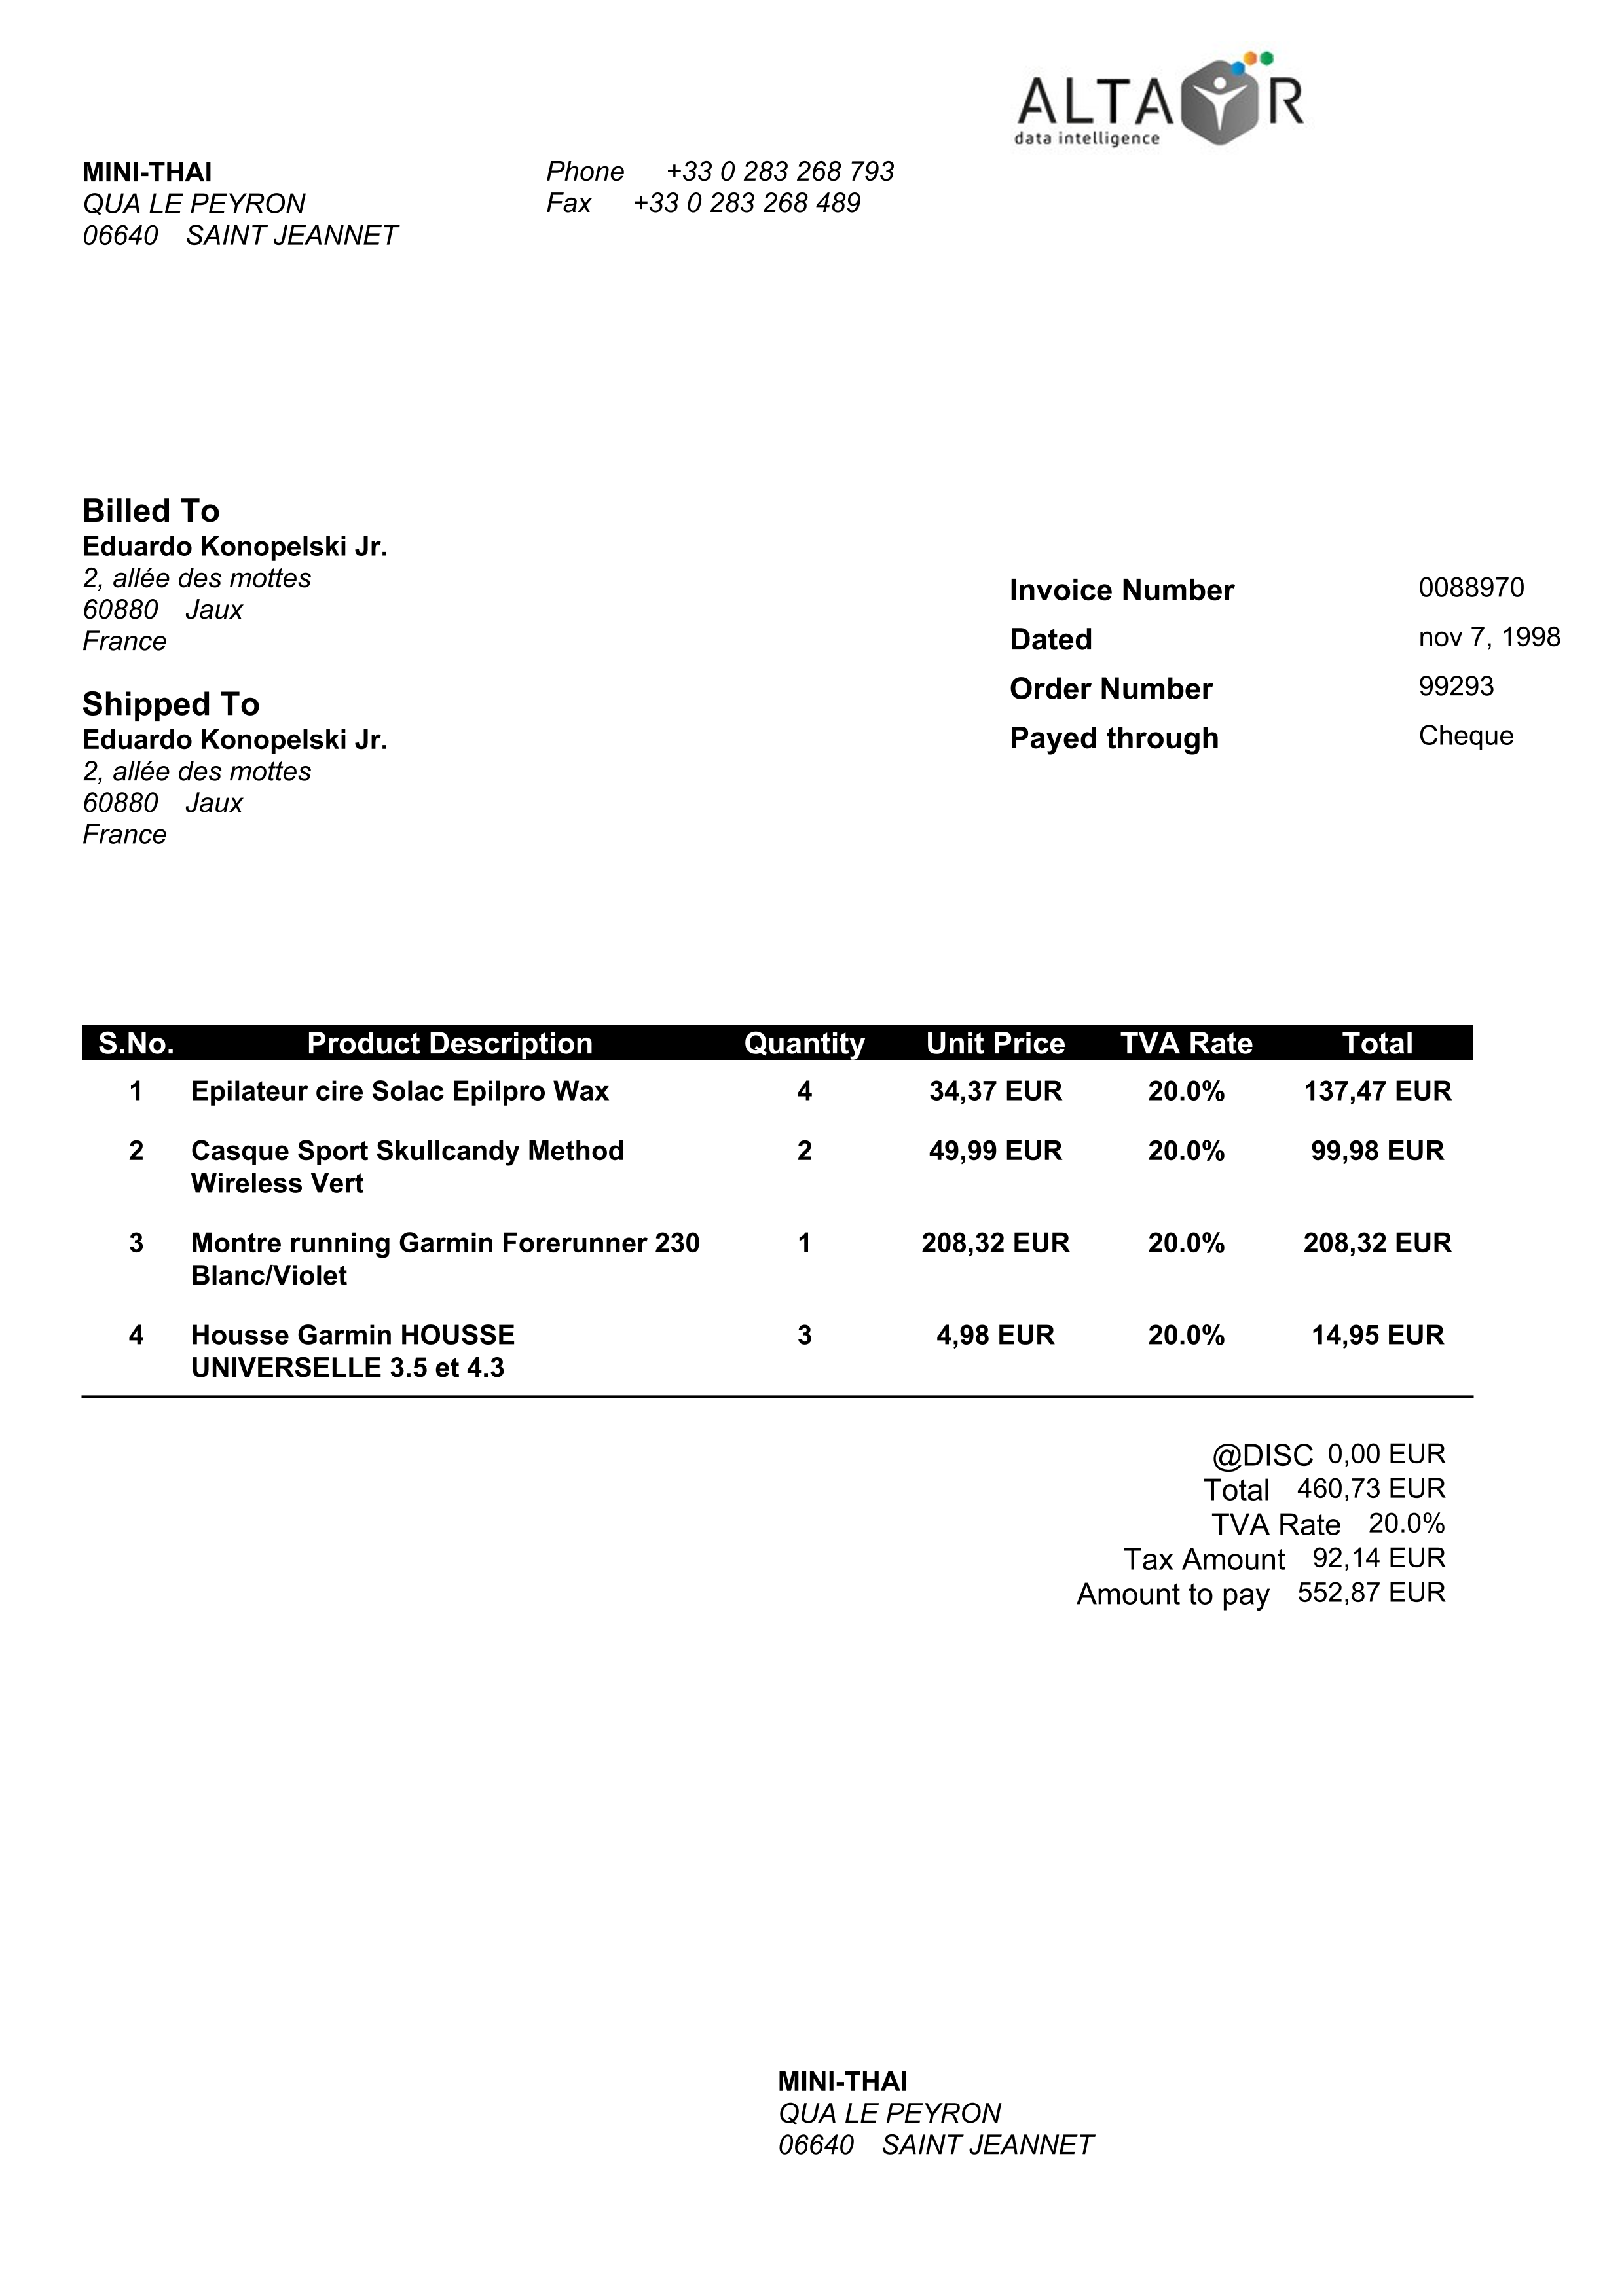 ALTAYR
data intelligence
MINI-THAI
QUA LE PEYRON
06640 SAINT JEANNET
Phone +33 0 283 268 793
Fax +33 0 283 268 489
Billed To
Eduardo Konopelski Jr.
2, allée des mottes
60880 Jaux
France
Shipped To
Eduardo Konopelski Jr.
2, allée des mottes
60880 Jaux
France
Invoice Number 0088970
Dated nov 7, 1998
Order Number 99293
Payed through Cheque
S.No. Product Description Quantity Unit Price TVA Rate Total
1 Epilateur cire Solac Epilpro Wax 4 34,37 EUR 20.0% 137,47 EUR
2 Casque Sport Skullcandy Method 2 49,99 EUR 20.0% 99,98 EUR
Wireless Vert
3 Montre running Garmin Forerunner 230 1 208,32 EUR 20.0% 208,32 EUR
Blanc/Violet
4 Housse Garmin HOUSSE 3 4,98 EUR 20.0% 14,95 EUR
UNIVERSELLE 3.5 et 4.3
@DISC 0,00 EUR
Total 460,73 EUR
TVA Rate 20.0%
Tax Amount 92,14 EUR
Amount to pay 552,87 EUR
MINI-THAI
QUA LE PEYRON
06640 SAINT JEANNET